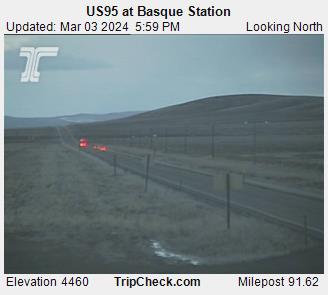 US95 at Basque Station
Updated: Mar 03 2024 5:59 PM Looking North
Elevation 4460 TripCheck.com Milepost 91.62